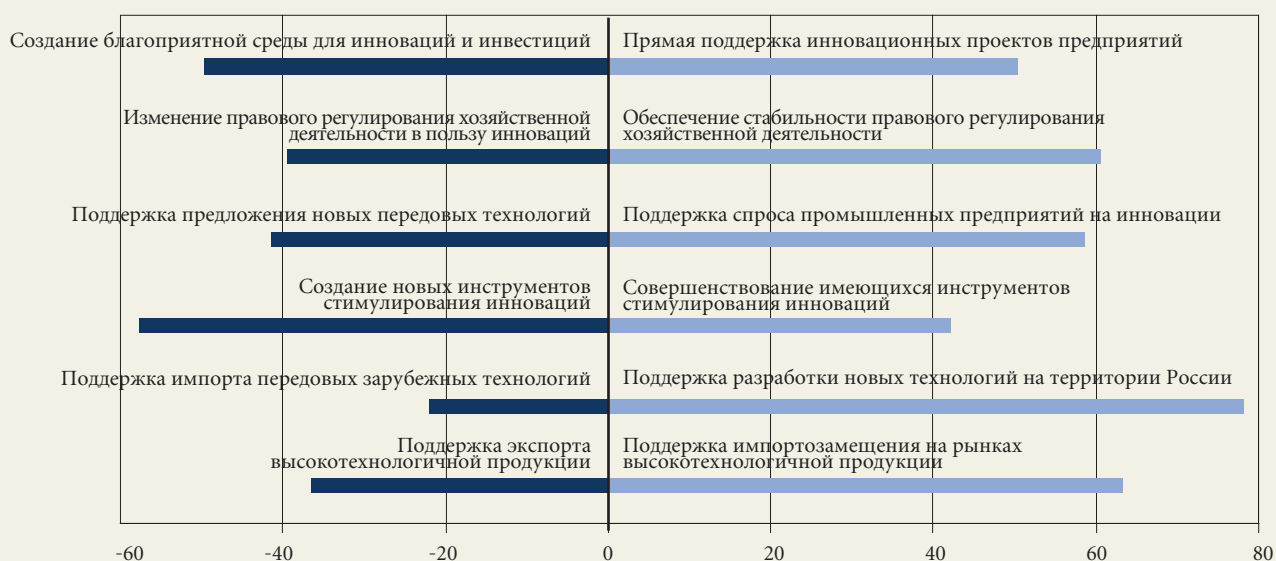 Создание благоприятной среды для инноваций и инвестиций
Прямая поддержка инновационных проектов предприятий
Изменение правового регулирования хозяйственной
деятельности в пользу инноваций
Обеспечение стабильности правового регулирования
хозяйственной деятельности
Поддержка предложения новых передовых технологий
Поддержка спроса промышленных предприятий на инновации
Создание новых инструментов
стимулирования инноваций
Совершенствование имеющихся инструментов
стимулирования инноваций
Поддержка импорта передовых зарубежных технологий
Поддержка разработки новых технологий на территории России
Поддержка экспорта
высокотехнологичной продукции
Поддержка импортозамещения на рынках
высокотехнологичной продукции
-60 -40 -20 0 20 40 60 80